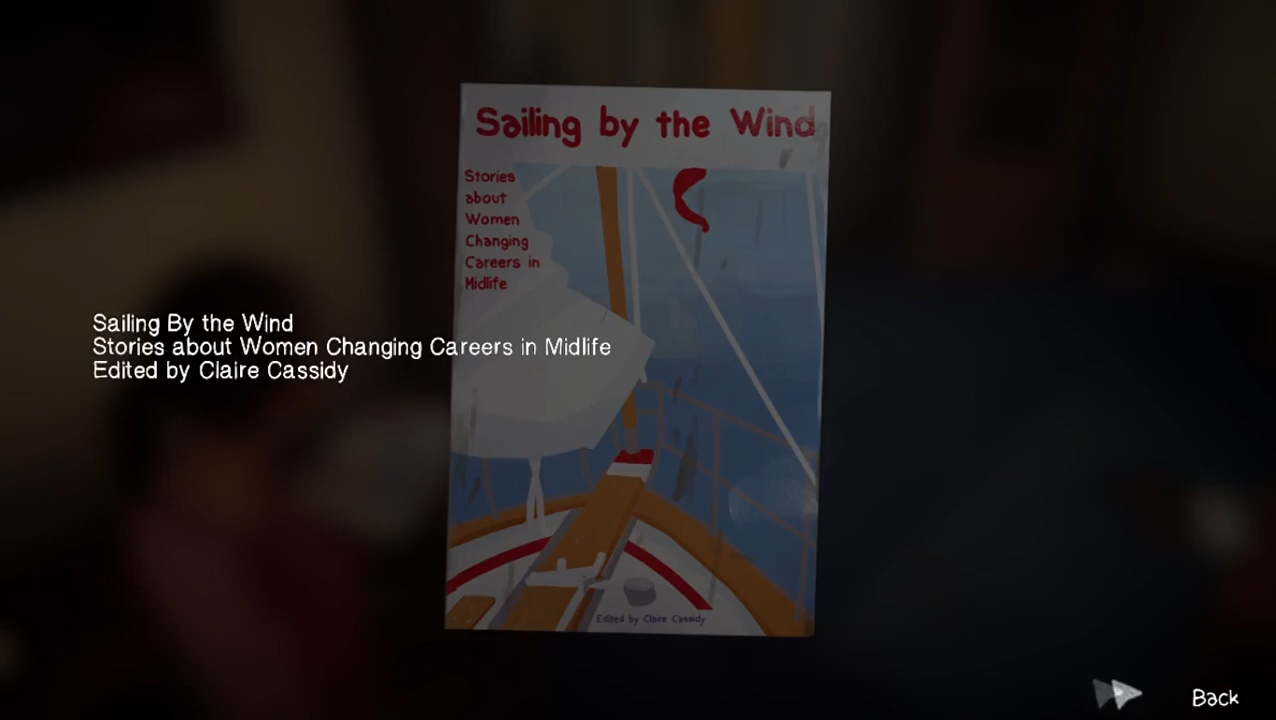 Sailing by the Wind
Stories
about
Women
Changing
Careers in
Midlife
Sailing By the Wind
Stories about Women Changing Careers in Midlife
Edited by Claire Cassidy
Edited by Claire Cassidy
Back